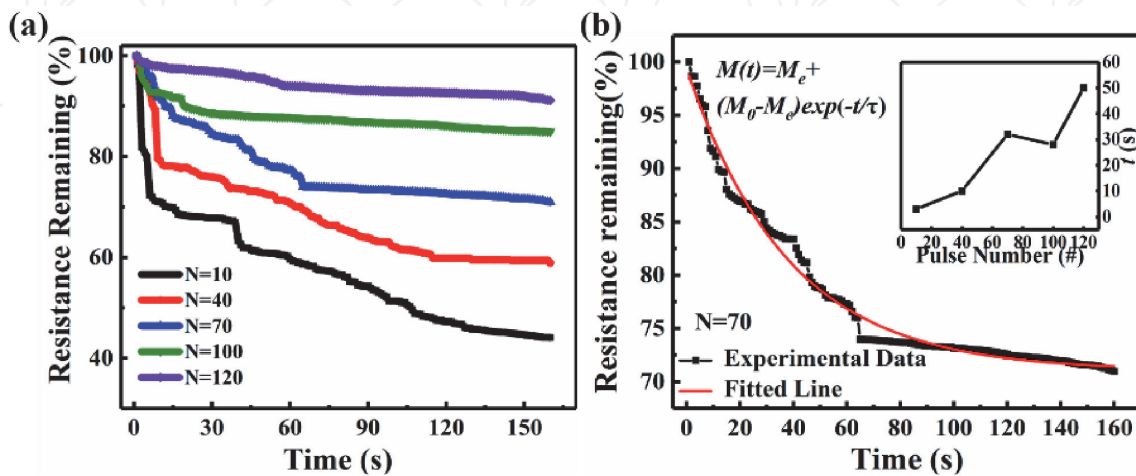 (a)
Resistance Remaining (%)
100
80
60
40
N=10
N=40
N=70
N=100
N=120
0
30
60
90
120
150
Time (s)
(b)
Resistance remaining(%)
100
95
90
85
80
75
70
M(t)=Me+
(M0-Me)exp(-t/τ)
N=70
Experimental Data
Fitted Line
0
20
40
60
80
100
120
140
160
Time (s)
60
50
40
30
20
10
0
t (s)
0
20
40
60
80
100
120
Pulse Number (#)